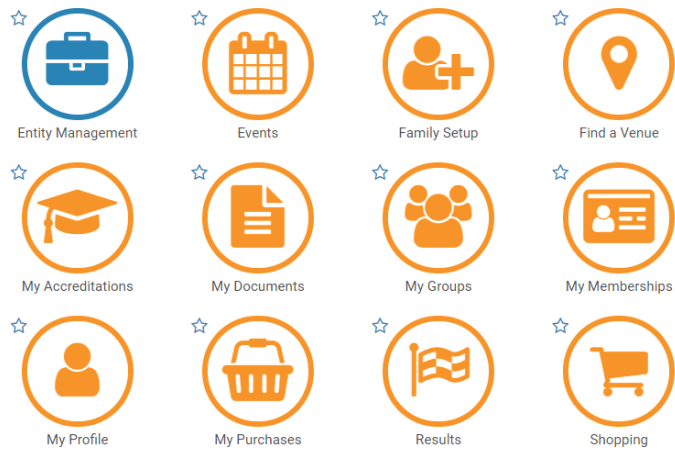 Entity Management
Events
Family Setup
Find a Venue
My Accreditations
My Documents
My Groups
My Memberships
My Profile
My Purchases
Results
Shopping